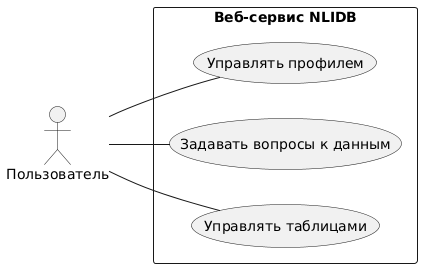 Веб-сервис NLIDB
Управлять профилем
Задавать вопросы к данным
Пользователь
Управлять таблицами